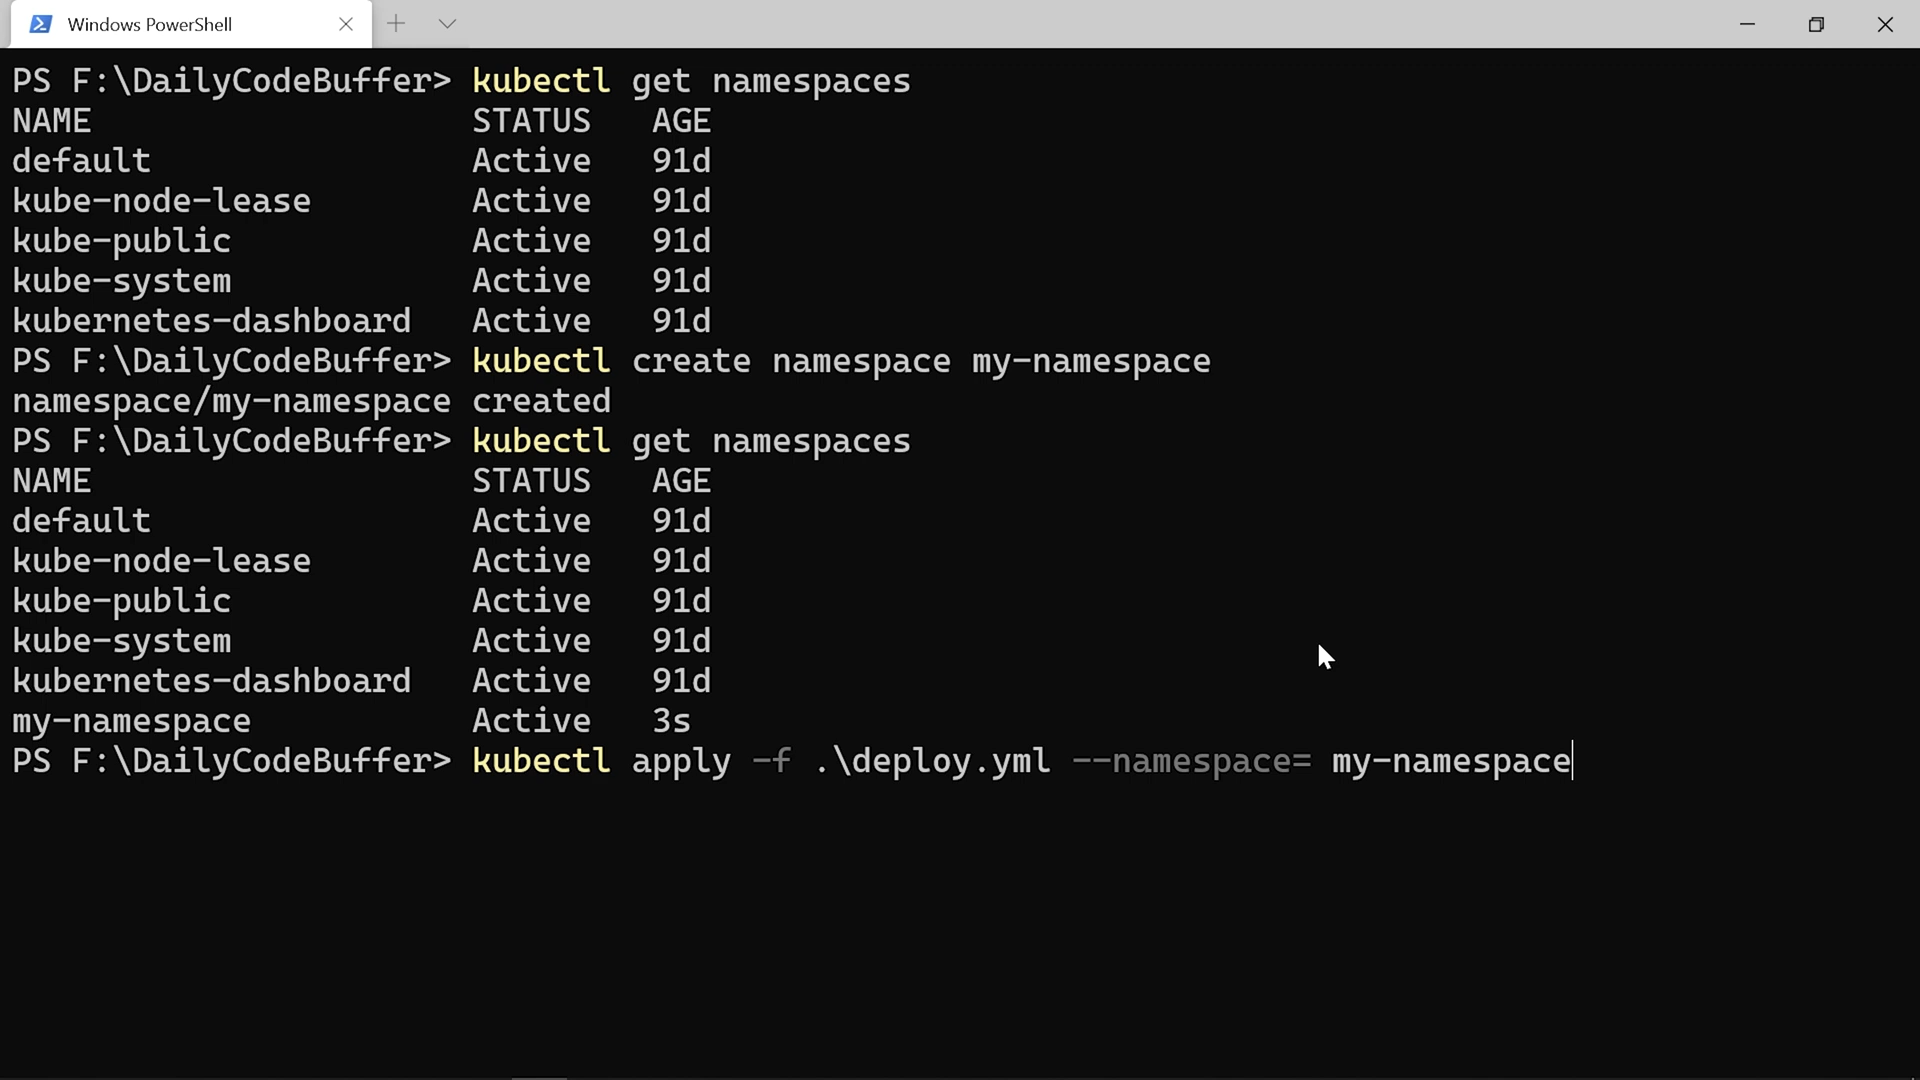 Windows PowerShell
PS F:\DailyCodeBuffer> kubectl get namespaces
NAME                   STATUS   AGE
default                Active   91d
kube-node-lease        Active   91d
kube-public            Active   91d
kube-system            Active   91d
kubernetes-dashboard   Active   91d
PS F:\DailyCodeBuffer> kubectl create namespace my-namespace
namespace/my-namespace created
PS F:\DailyCodeBuffer> kubectl get namespaces
NAME                   STATUS   AGE
default                Active   91d
kube-node-lease        Active   91d
kube-public            Active   91d
kube-system            Active   91d
kubernetes-dashboard   Active   91d
my-namespace           Active   3s
PS F:\DailyCodeBuffer> kubectl apply -f .\deploy.yml --namespace= my-namespace